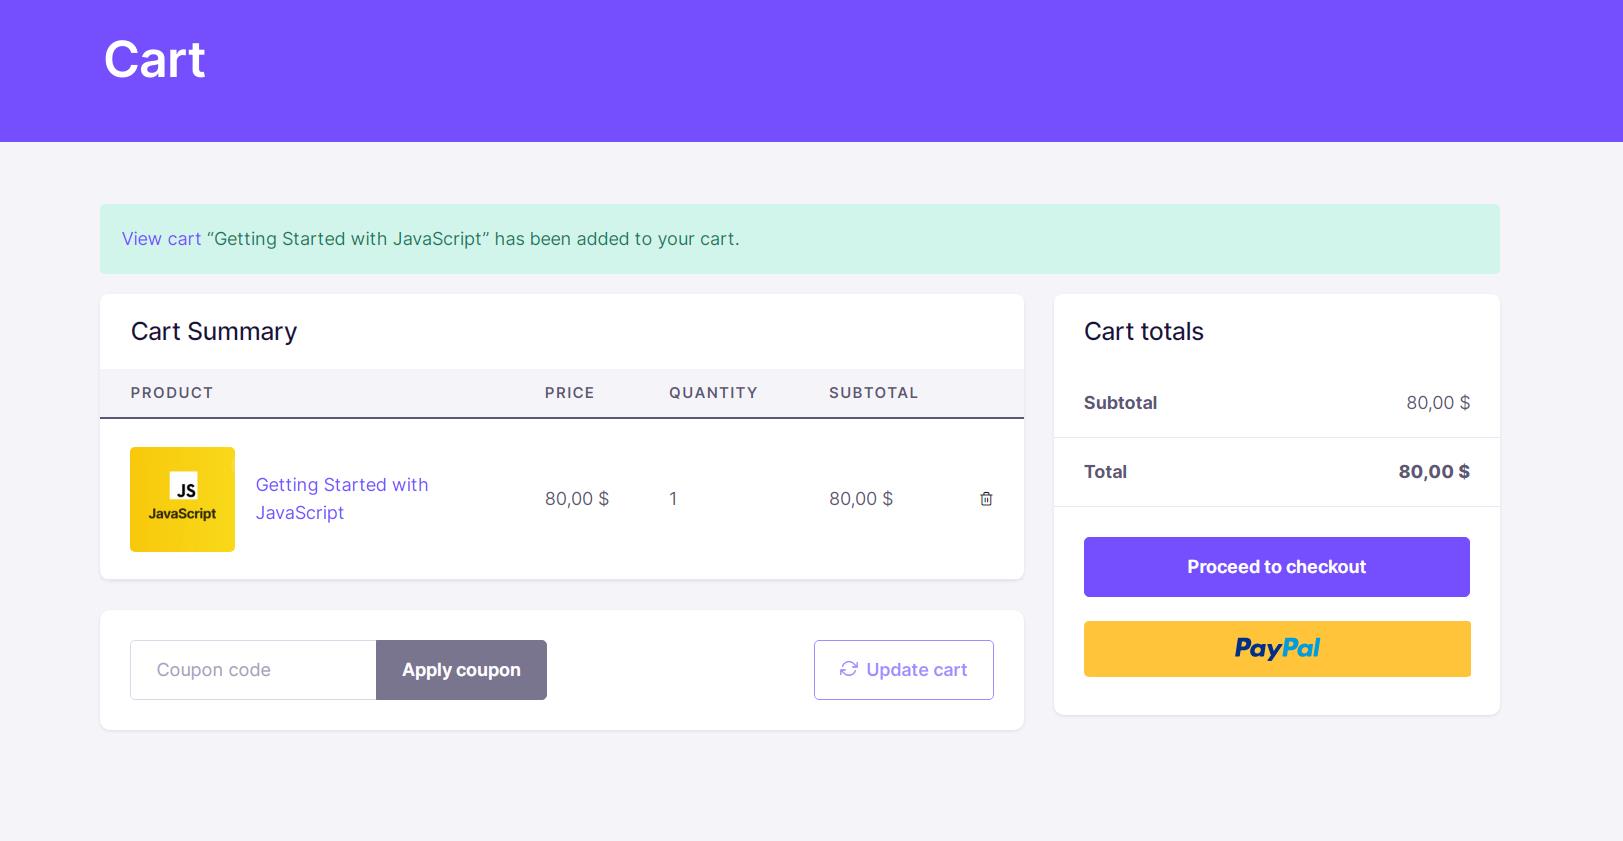 Cart
View cart “Getting Started with JavaScript” has been added to your cart.
Cart Summary
PRODUCT PRICE QUANTITY SUBTOTAL
JS
JavaScript
Getting Started with
JavaScript
80,00 $ 1 80,00 $
Coupon code Apply coupon Update cart
Cart totals
Subtotal 80,00 $
Total 80,00 $
Proceed to checkout
PayPal